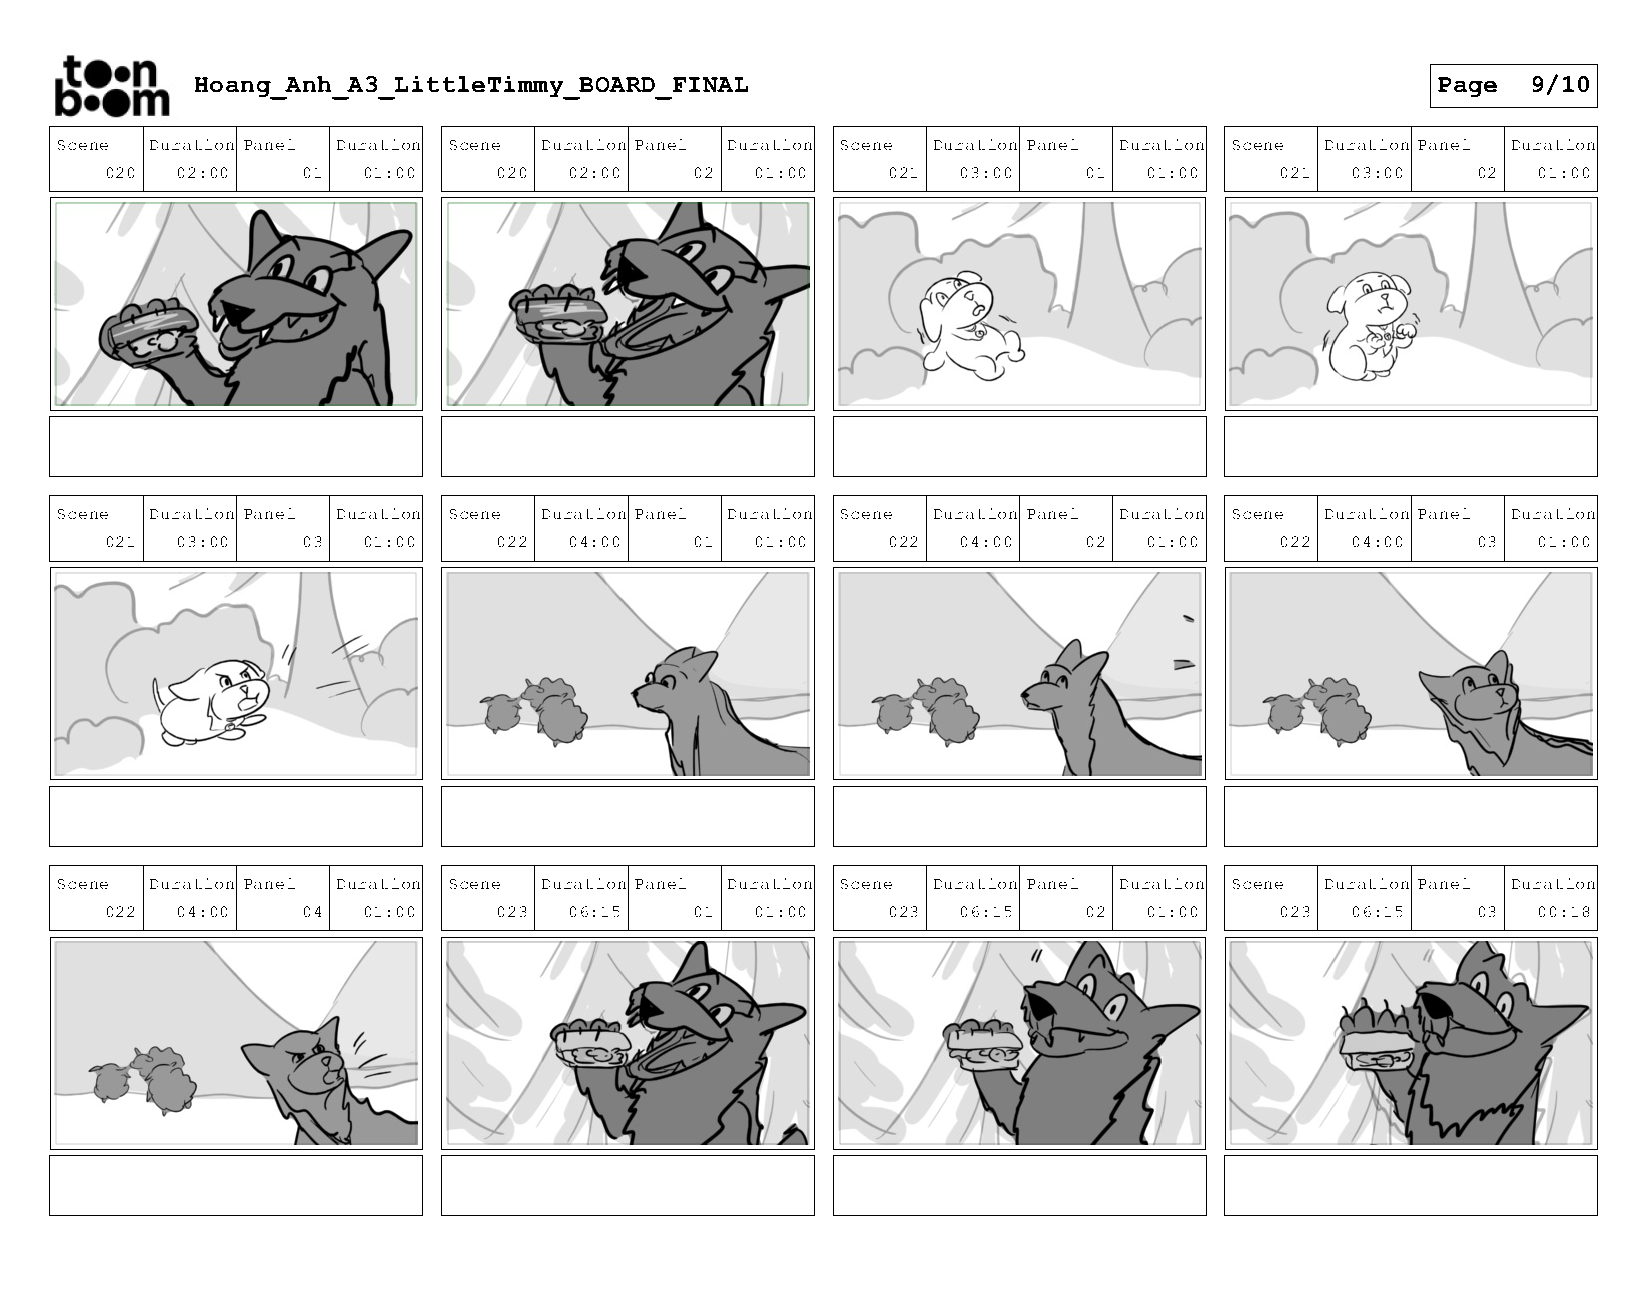 toon boom
Hoang_Anh_A3_LittleTimmy_BOARD_FINAL
Page 9/10
Scene Duration Panel Duration
020 02:00 01 01:00
Scene Duration Panel Duration
020 02:00 02 01:00
Scene Duration Panel Duration
021 03:00 01 01:00
Scene Duration Panel Duration
021 03:00 02 01:00
Scene Duration Panel Duration
021 03:00 03 01:00
Scene Duration Panel Duration
022 04:00 01 01:00
Scene Duration Panel Duration
022 04:00 02 01:00
Scene Duration Panel Duration
022 04:00 03 01:00
Scene Duration Panel Duration
022 04:00 04 01:00
Scene Duration Panel Duration
023 06:15 01 01:00
Scene Duration Panel Duration
023 06:15 02 01:00
Scene Duration Panel Duration
023 06:15 03 00:18